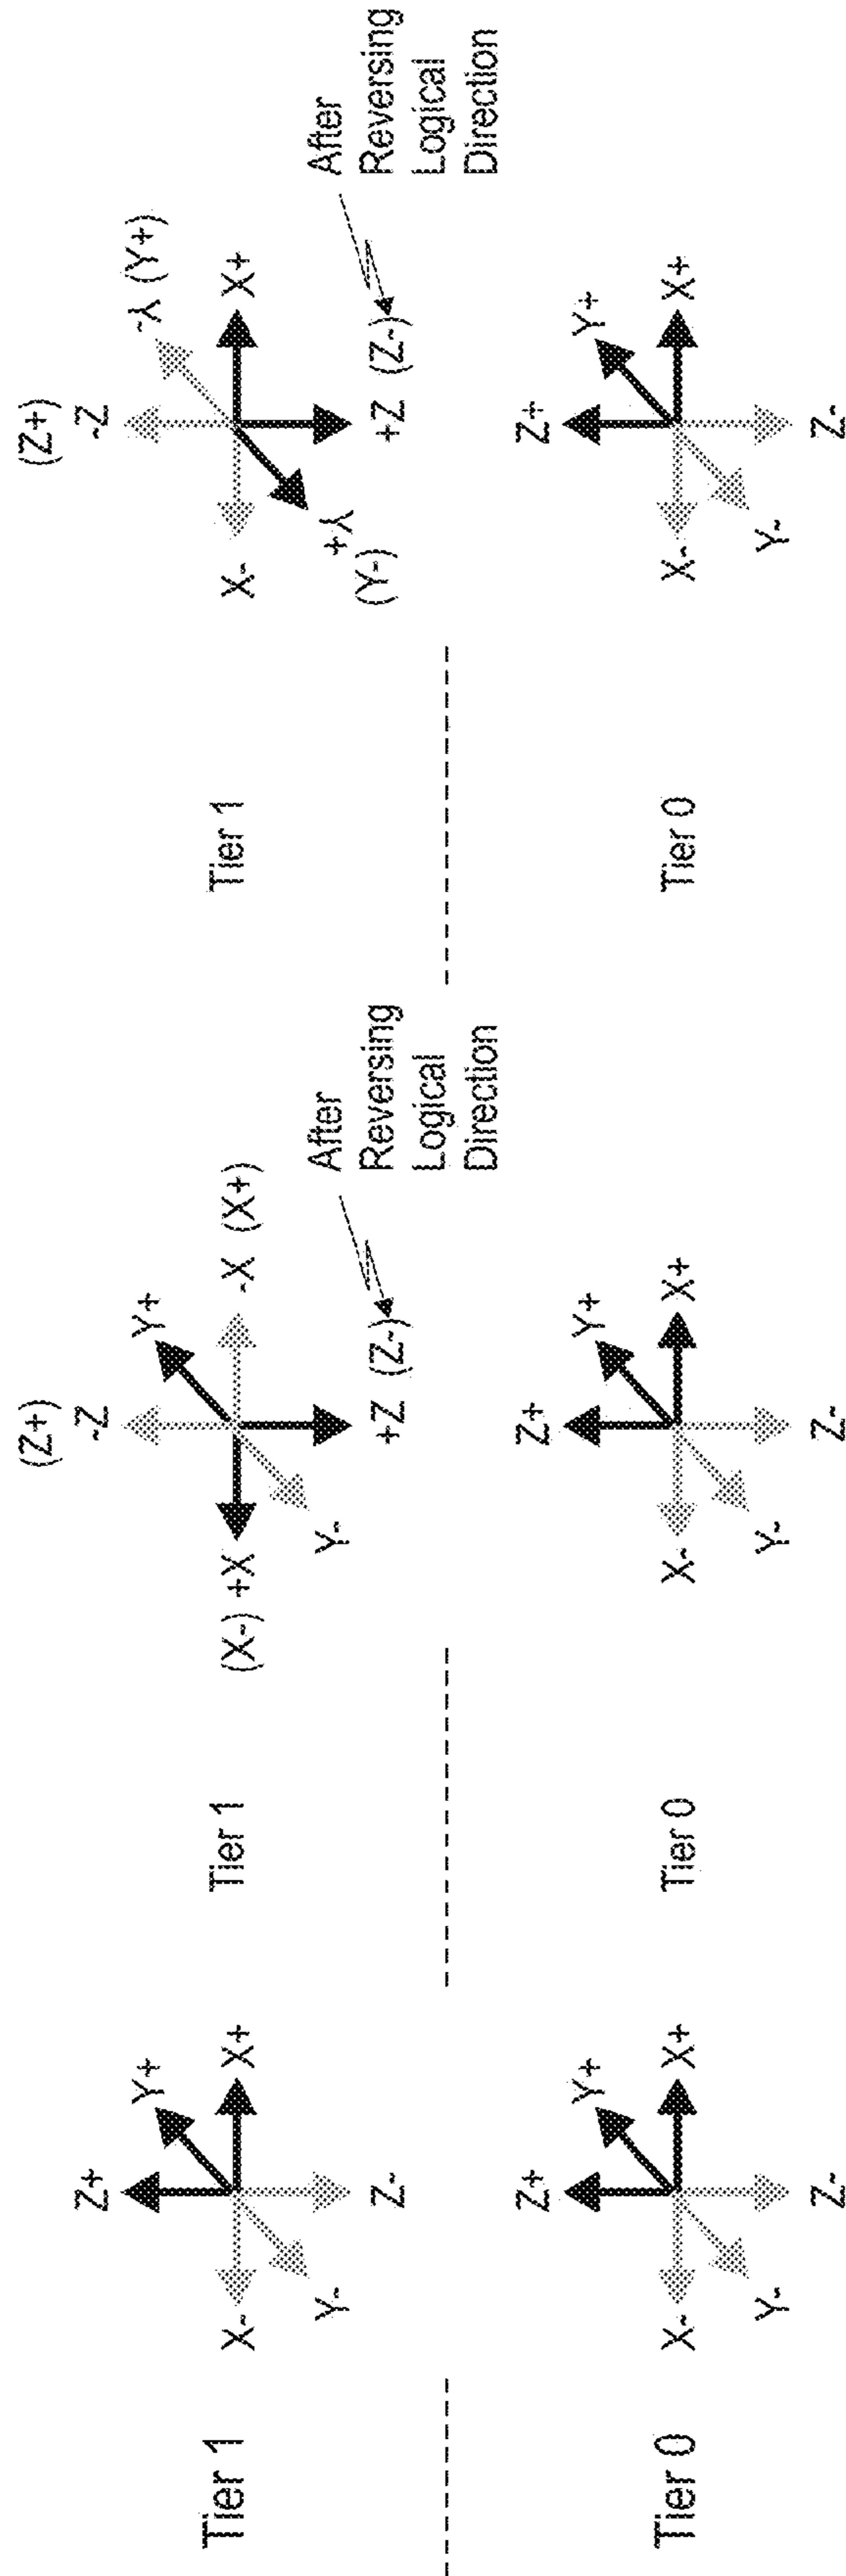 Tier 1
Z+
Y+
X-
X+
Y-
Z-
Tier 0
Z+
Y+
X-
X+
Y-
Z-
Tier 1
(Z+)
-Z
Y+
(X-) +X
-X (X+)
Y-
+Z (Z-)
After
Reversing
Logical
Direction
Tier 0
Z+
Y+
X-
X+
Y-
Z-
Tier 1
(Z+)
-Z
-Y (Y+)
X-
X+
+Y
(Y-)
+Z (Z-)
After
Reversing
Logical
Direction
Tier 0
Z+
Y+
X-
X+
Y-
Z-